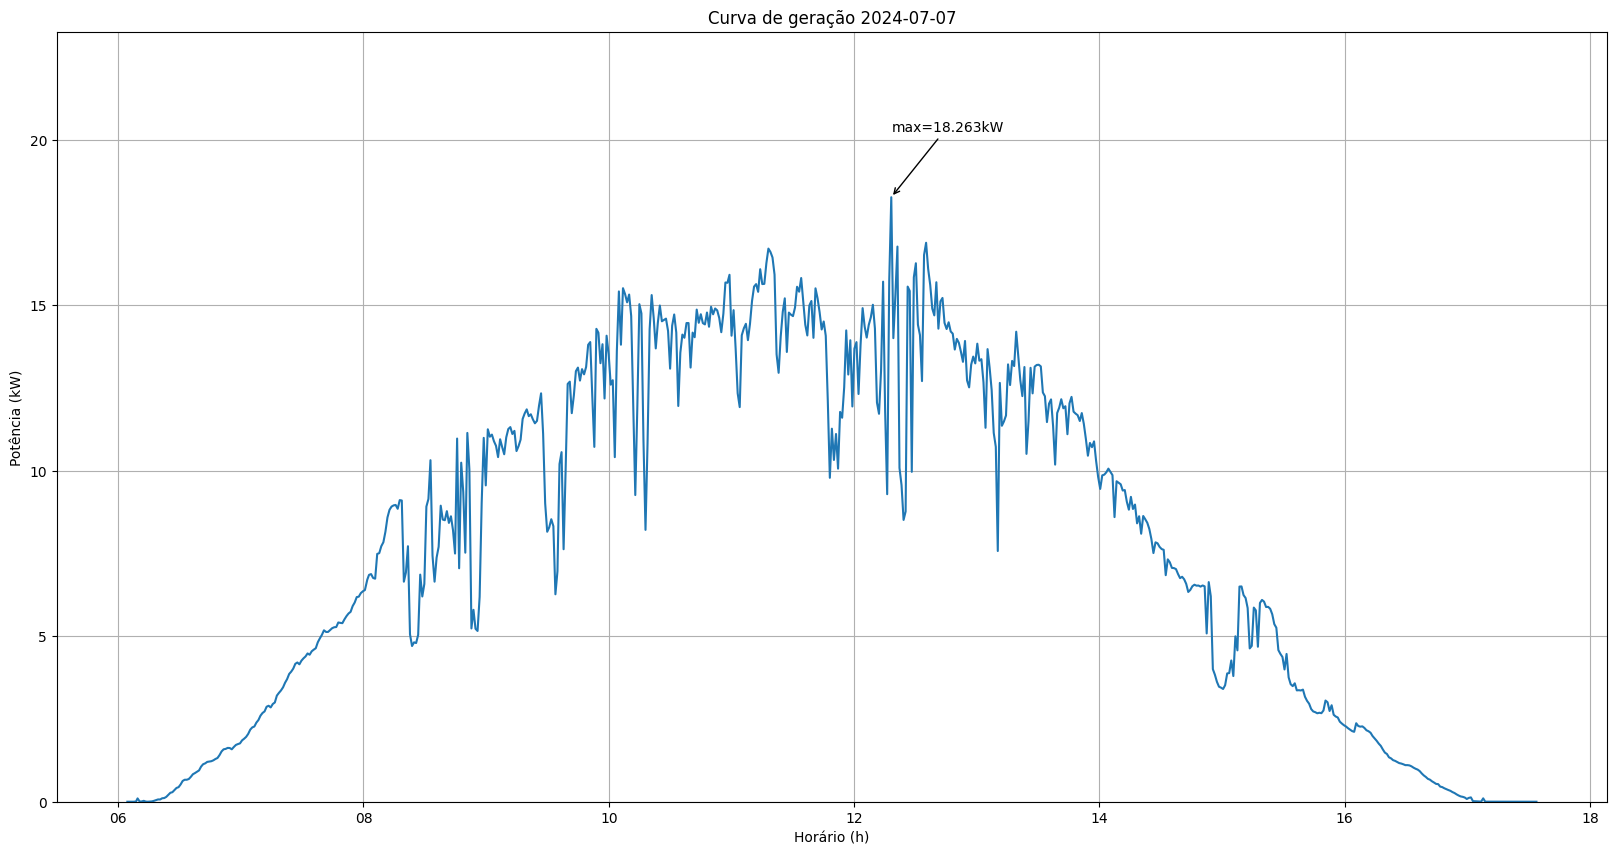 Curva de geração 2024-07-07
max=18.263kW
Potência (kW)
20
15
10
5
0
06 08 10 12 14 16 18
Horário (h)